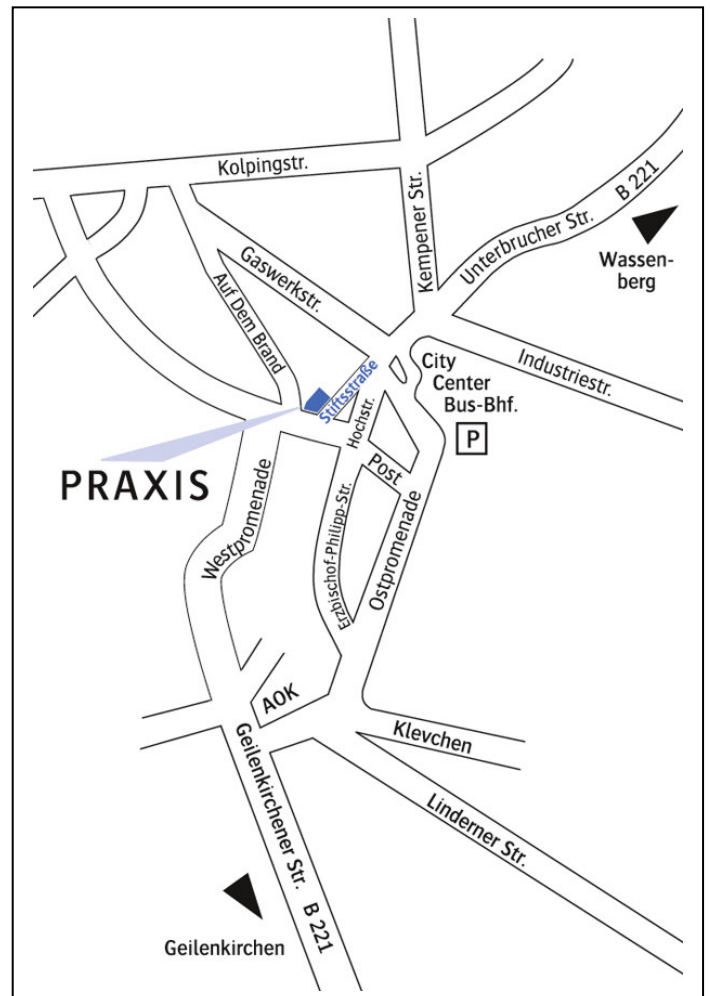 Kolpingstr.
Kempener Str.
Unterbrucher Str.
B 221
Wassen-
berg
Gaswerkstr.
Auf Dem Brand
Industriestr.
City
Center
Bus-Bhf.
P
Stiftsstraße
Hochstr.
Post
PRAXIS
Westpromenade
Erzbischof-Philipp-Str.
Ostpromenade
AOK
Klevchen
Geilenkirchener Str.
B 221
Linderner Str.
Geilenkirchen